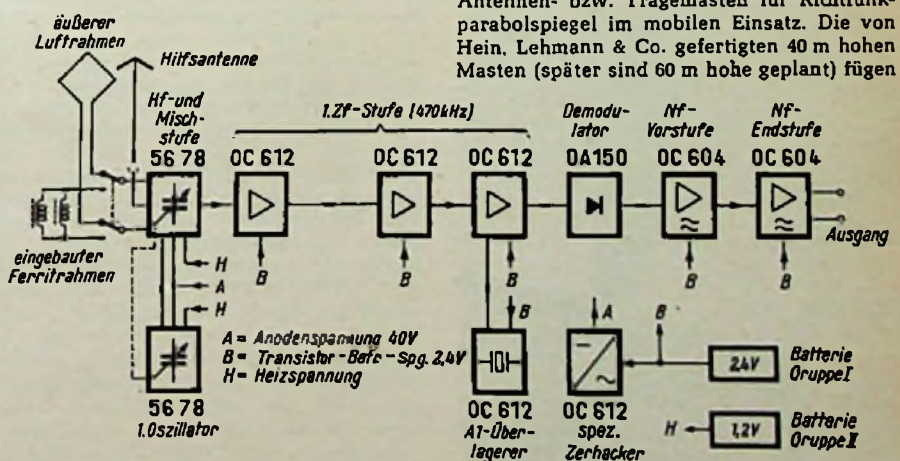 Antennen- bzw. Tragemasten für Richtfunk-
parabolspiegel im mobilen Einsatz. Die von
Hein, Lehmann & Co. gefertigten 40 m hohen
Masten (später sind 60 m hohe geplant) fügen
äußerer
Luftrahmen
Hilfsantenne
Hf-und
Misch-
stufe
5678
1.Zf-Stufe (470kHz)
OC 612
OC 612
OC 612
Demodu-
lator
OA150
Nf-
Vorstufe
OC 604
Nf-
Endstufe
OC 604
Ausgang
eingebauter
Ferritrahmen
H
A
H
B
B
B
B
B
A = Anodenspannung 40V
B = Transistor-Betr.-Spg. 2,4V
H = Heizspannung
5678
1.Oszillator
B
OC 612
A1-Über-
lagerer
A
OC 612
spez.
Zerhacker
B
2,4V
Batterie
Gruppe I
H
1,2V
Batterie
Gruppe II